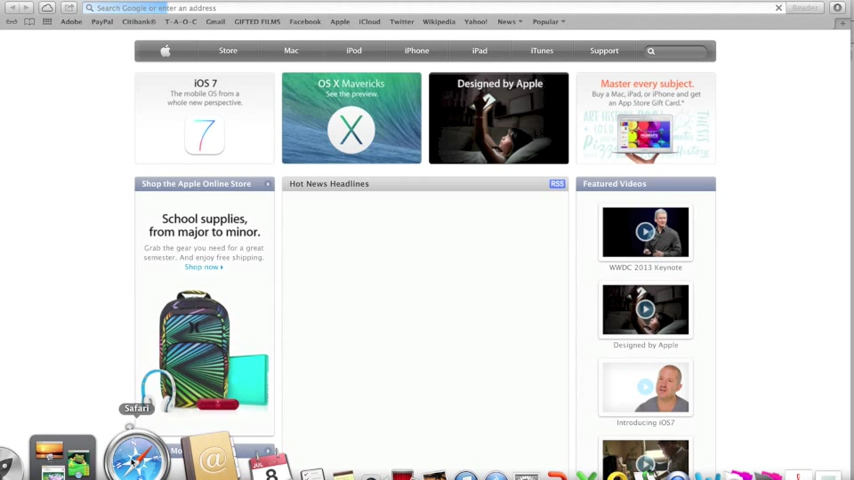 Search Google or enter an address
Reader
Adobe PayPal Citibank® T-A-O-C Gmail GIFTED FILMS Facebook Apple iCloud Twitter Wikipedia Yahoo! News Popular
Store Mac iPod iPhone iPad iTunes Support
iOS 7
The mobile OS from a
whole new perspective.
7
OS X Mavericks
See the preview.
X
Designed by Apple
Master every subject.
Buy a Mac, iPad, or iPhone and get
an App Store Gift Card.*
Shop the Apple Online Store
Hot News Headlines
RSS
Featured Videos
School supplies,
from major to minor.
Grab the gear you need for a great
semester. And enjoy free shipping.
Shop now
WWDC 2013 Keynote
Designed by Apple
Introducing iOS7
Safari
JUL
8